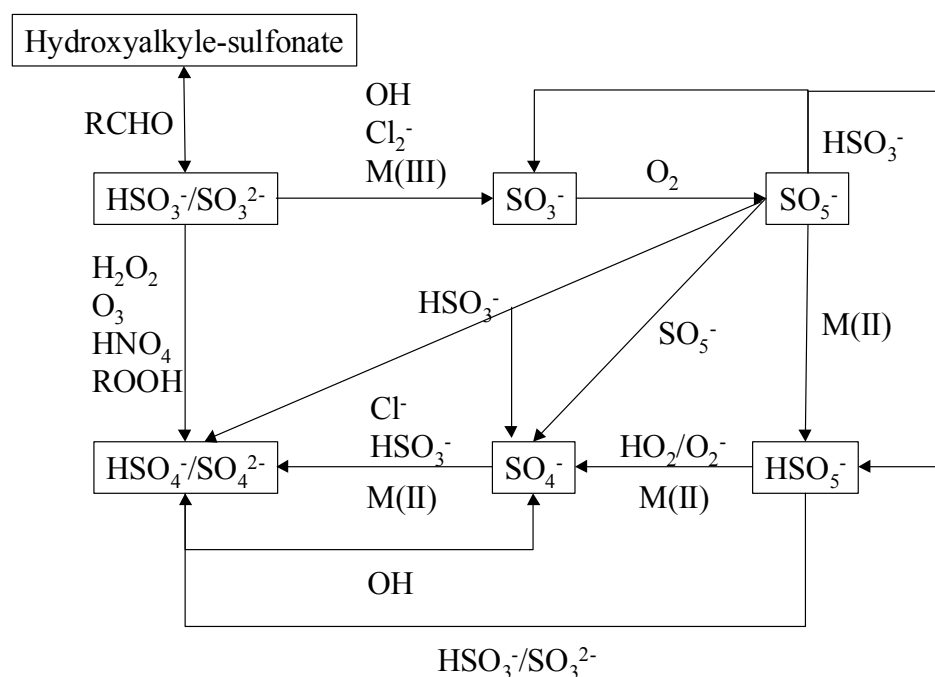 Hydroxyalkyle-sulfonate
RCHO
OH
Cl₂⁻
M(III)
HSO₃⁻
HSO₃⁻/SO₃²⁻
SO₃⁻
O₂
SO₅⁻
H₂O₂
O₃
HNO₄
ROOH
HSO₃⁻
SO₅⁻
M(II)
Cl⁻
HSO₃⁻
M(II)
HO₂/O₂⁻
M(II)
HSO₄⁻/SO₄²⁻
SO₄⁻
HSO₅⁻
OH
HSO₃⁻/SO₃²⁻